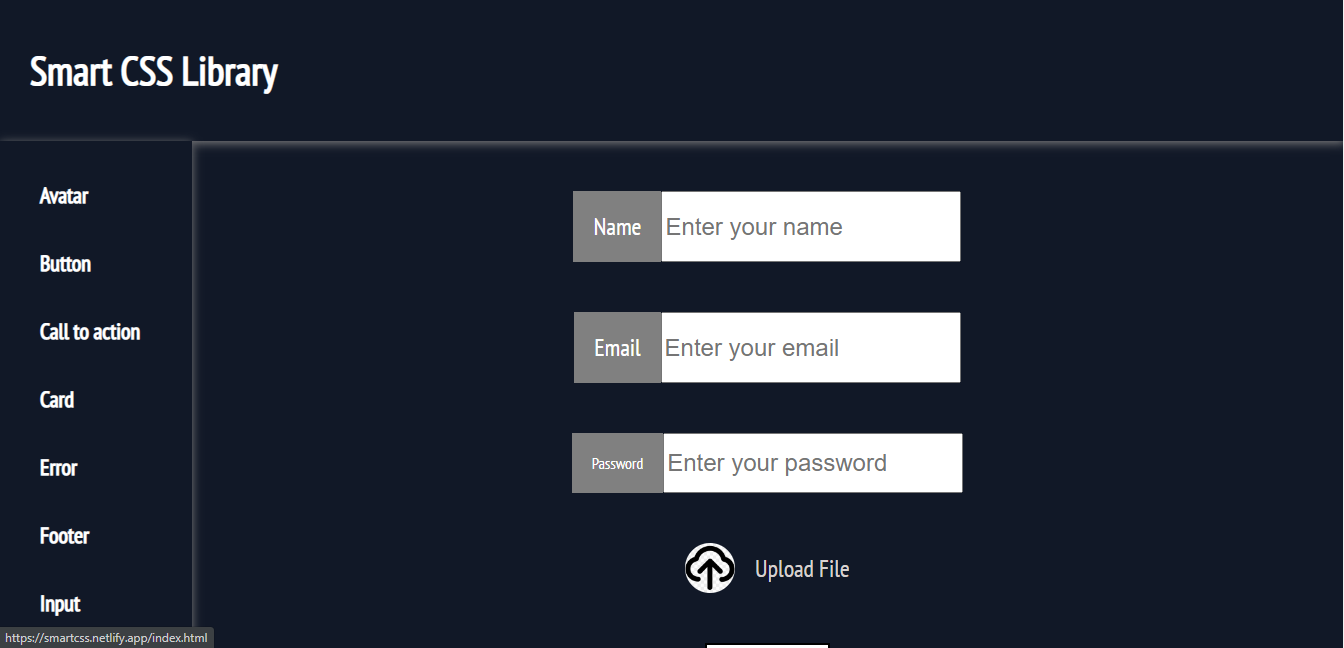 Smart CSS Library
Avatar
Button
Call to action
Card
Error
Footer
Input
Name
Enter your name
Email
Enter your email
Password
Enter your password
Upload File
https://smartcss.netlify.app/index.html